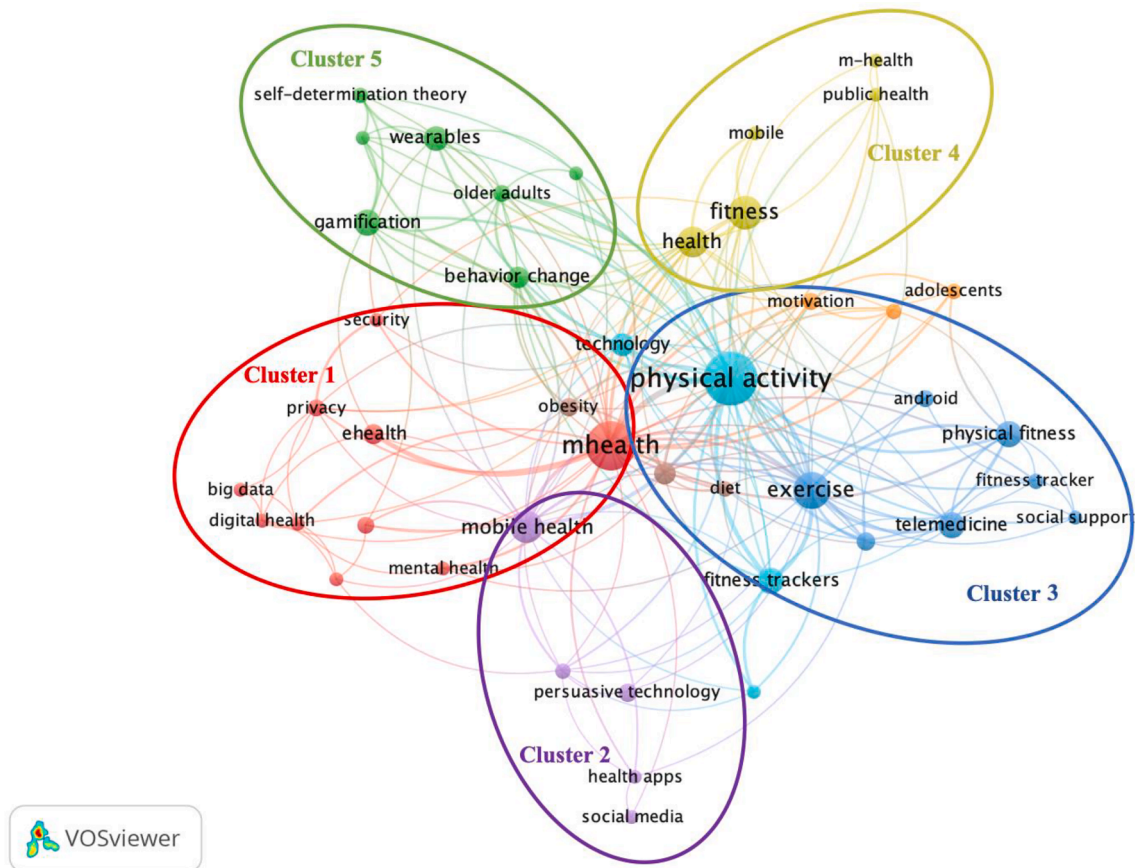 Cluster 5
self-determination theory
wearables
older adults
gamification
behavior change
m-health
public health
mobile
Cluster 4
fitness
health
motivation
adolescents
security
technology
Cluster 1
physical activity
privacy
obesity
android
ehealth
mhealth
physical fitness
big data
diet
exercise
fitness tracker
digital health
mobile health
telemedicine
social support
mental health
fitness trackers
Cluster 3
persuasive technology
Cluster 2
health apps
social media
VOSviewer